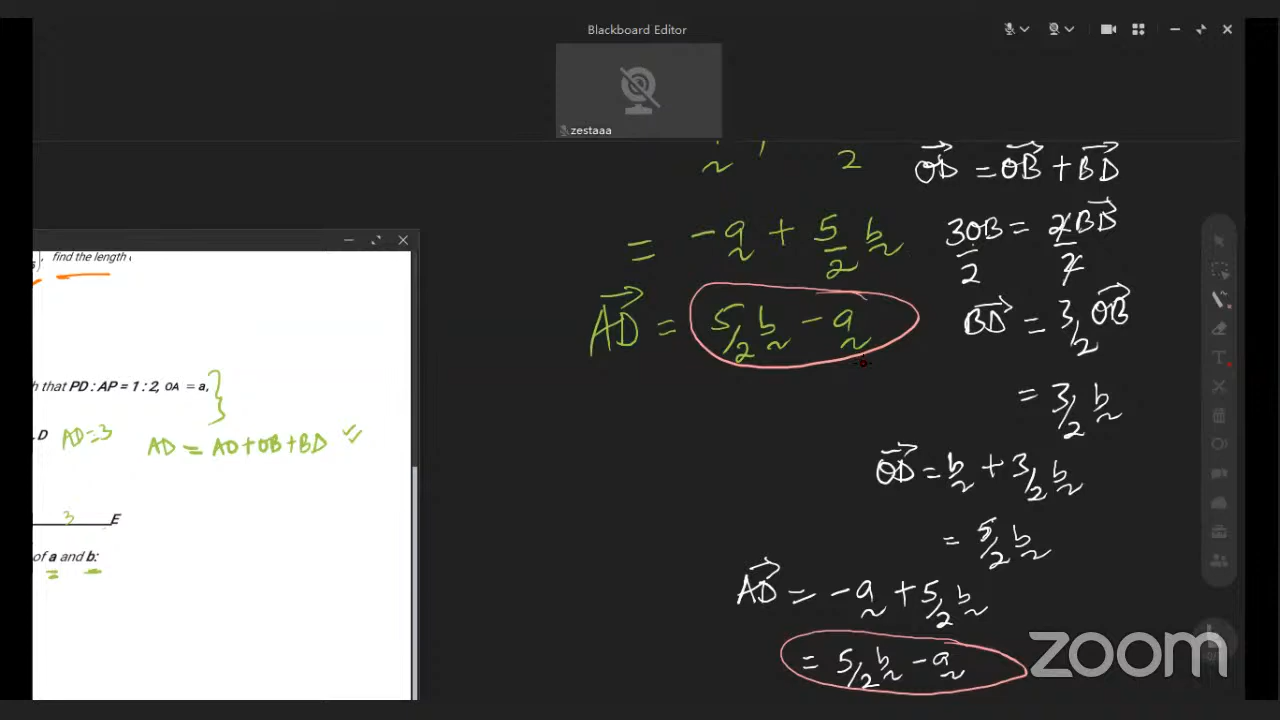 Blackboard Editor
zestaaa
2
OD = OB + BD
= -a + 5/2 b
3OB/2 = 2BD/2
AD = 5/2 b - a
BD = 3/2 OB
= 3/2 b
OD = b + 3/2 b
= 5/2 b
AD = -a + 5/2 b
= 5/2 b - a
find the length
h that PD : AP = 1 : 2, OA = a,
D AD=3 AD = AO+OB+BD
3 E
of a and b:
zoom